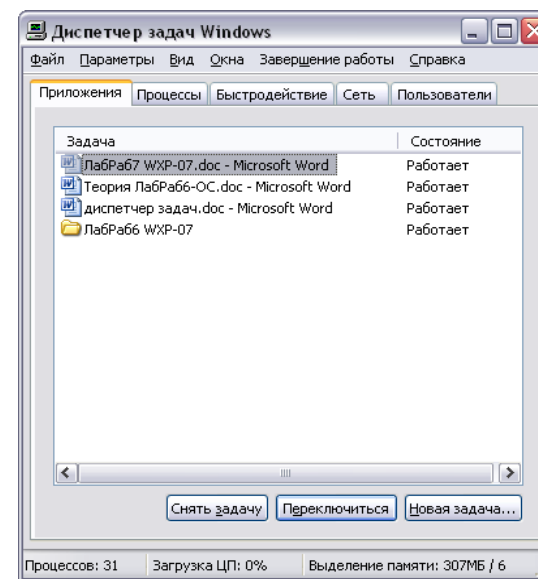 Диспетчер задач Windows
Файл Параметры Вид Окна Завершение работы Справка
Приложения Процессы Быстродействие Сеть Пользователи
Задача Состояние
ЛабРаб7 WXP-07.doc - Microsoft Word Работает
Теория ЛабРаб6-ОС.doc - Microsoft Word Работает
диспетчер задач.doc - Microsoft Word Работает
ЛабРаб6 WXP-07 Работает
Снять задачу Переключиться Новая задача...
Процессов: 31 Загрузка ЦП: 0% Выделение памяти: 307МБ / 6